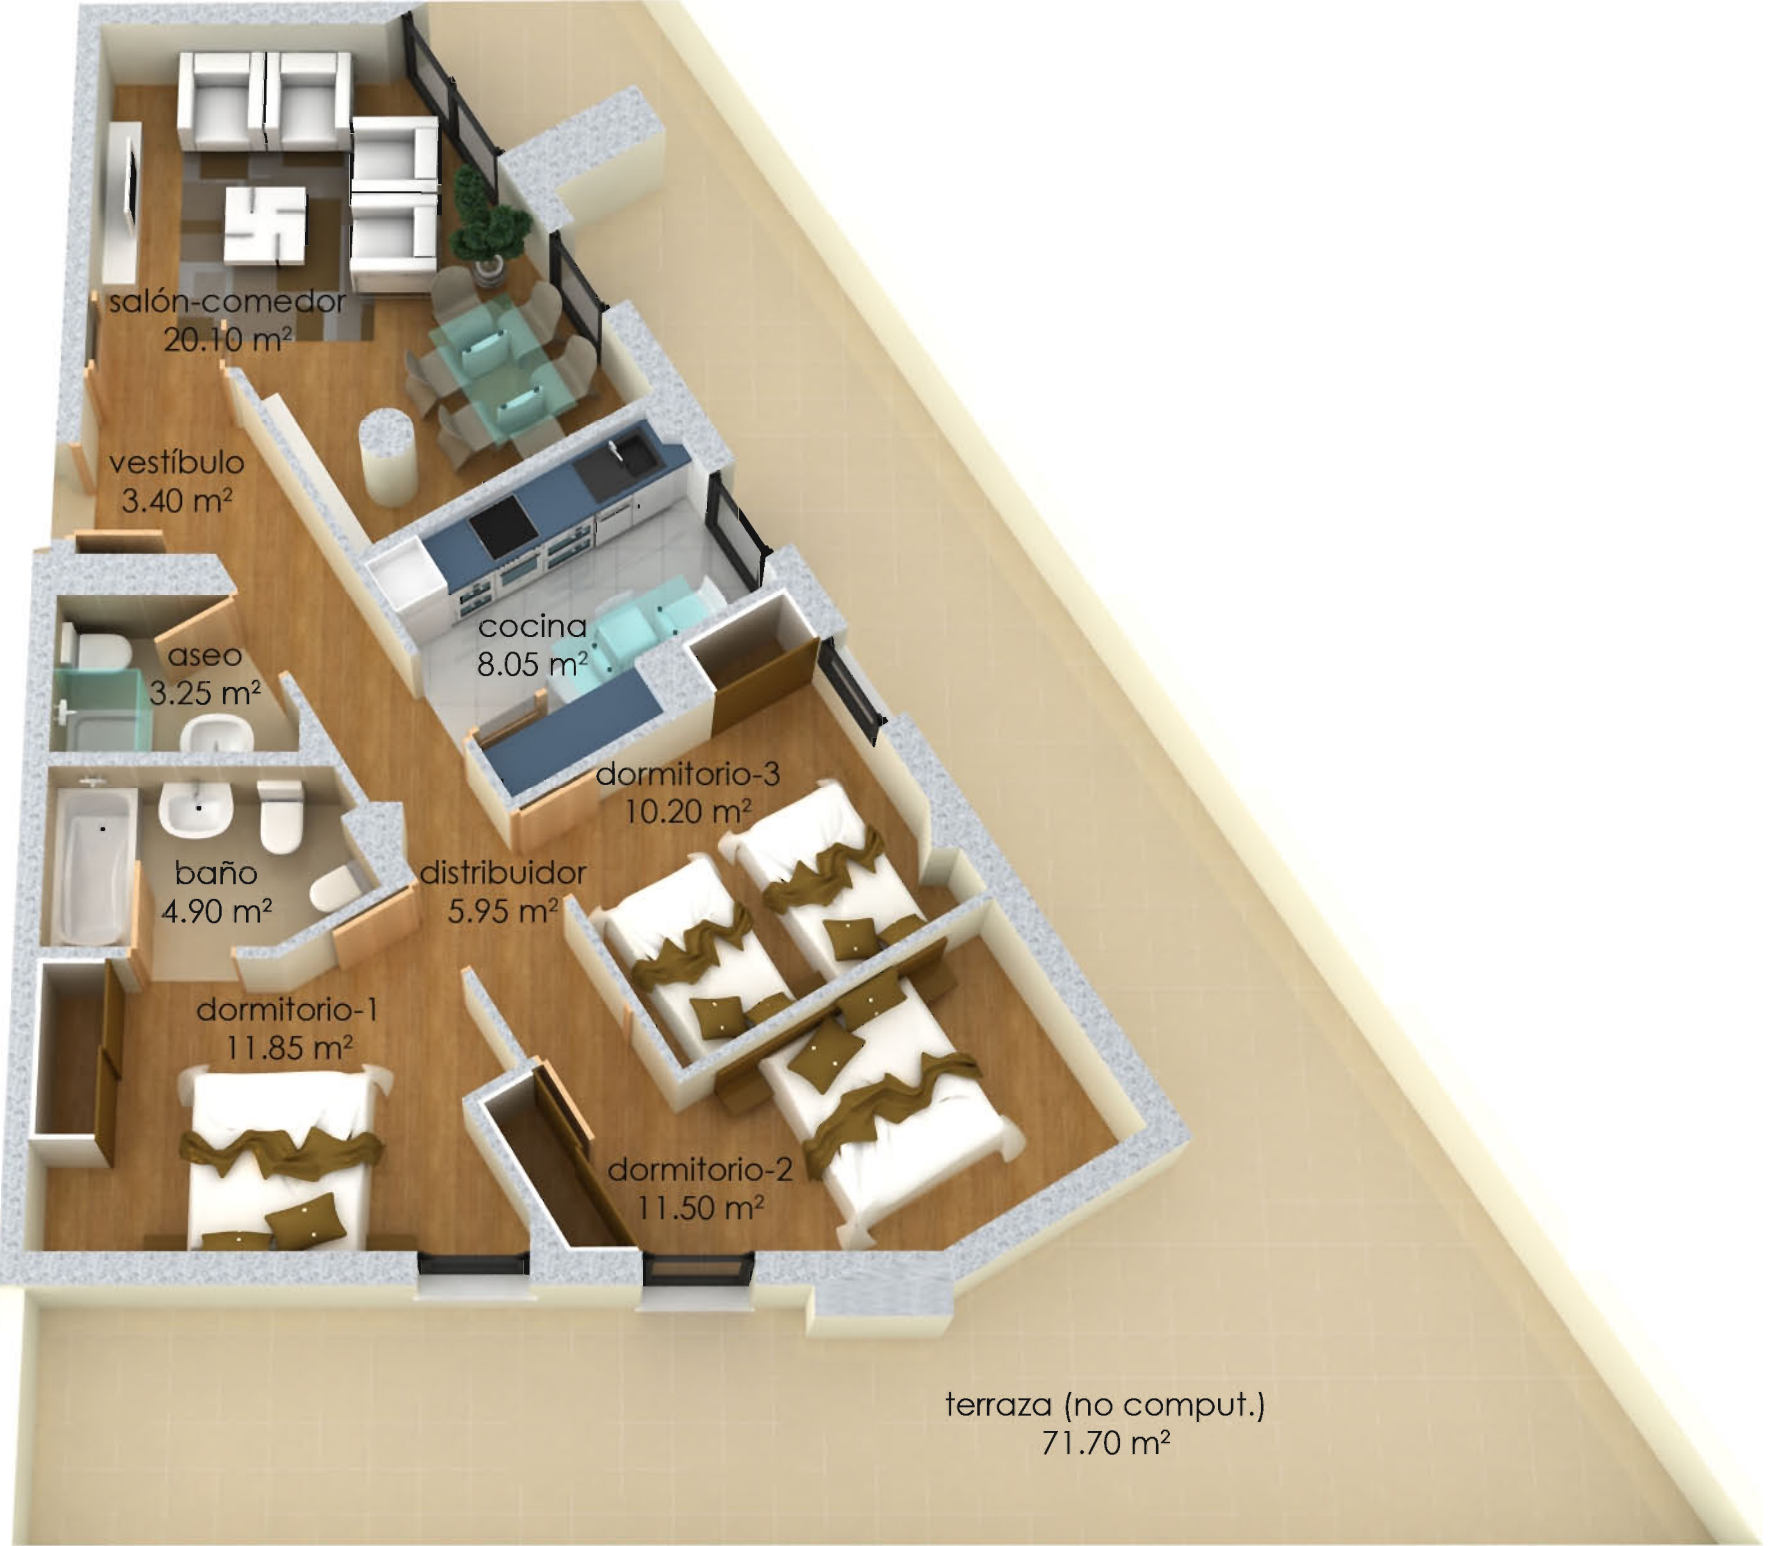 salón-comedor
20.10 m²
vestíbulo
3.40 m²
cocina
8.05 m²
aseo
3.25 m²
dormitorio-3
10.20 m²
baño
4.90 m²
distribuidor
5.95 m²
dormitorio-1
11.85 m²
dormitorio-2
11.50 m²
terraza (no comput.)
71.70 m²